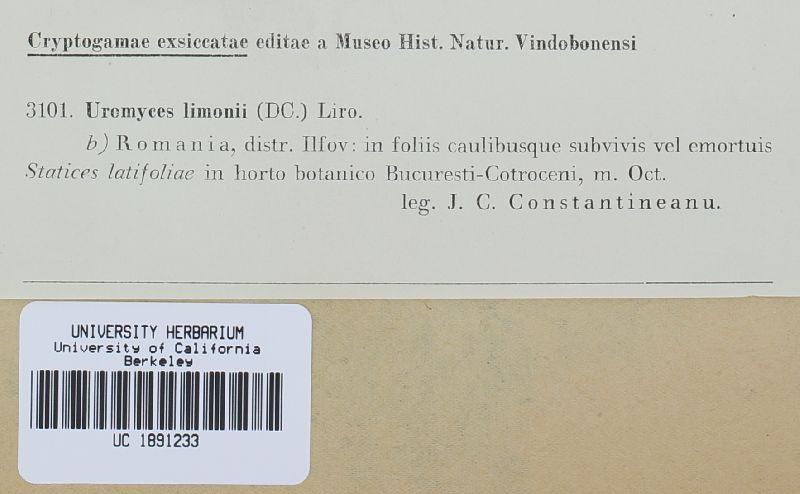 Cryptogamae exsiccatae editae a Museo Hist. Natur. Vindobonensi
3101. Uromyces limonii (DC.) Liro.
b) Romania, distr. Ilfov: in foliis caulibusque subvivis vel emortuis
Statices latifoliae in horto botanico Bucuresti-Cotroceni, m. Oct.
leg. J. C. Constantineanu.
UNIVERSITY HERBARIUM
University of California
Berkeley
UC 1891233